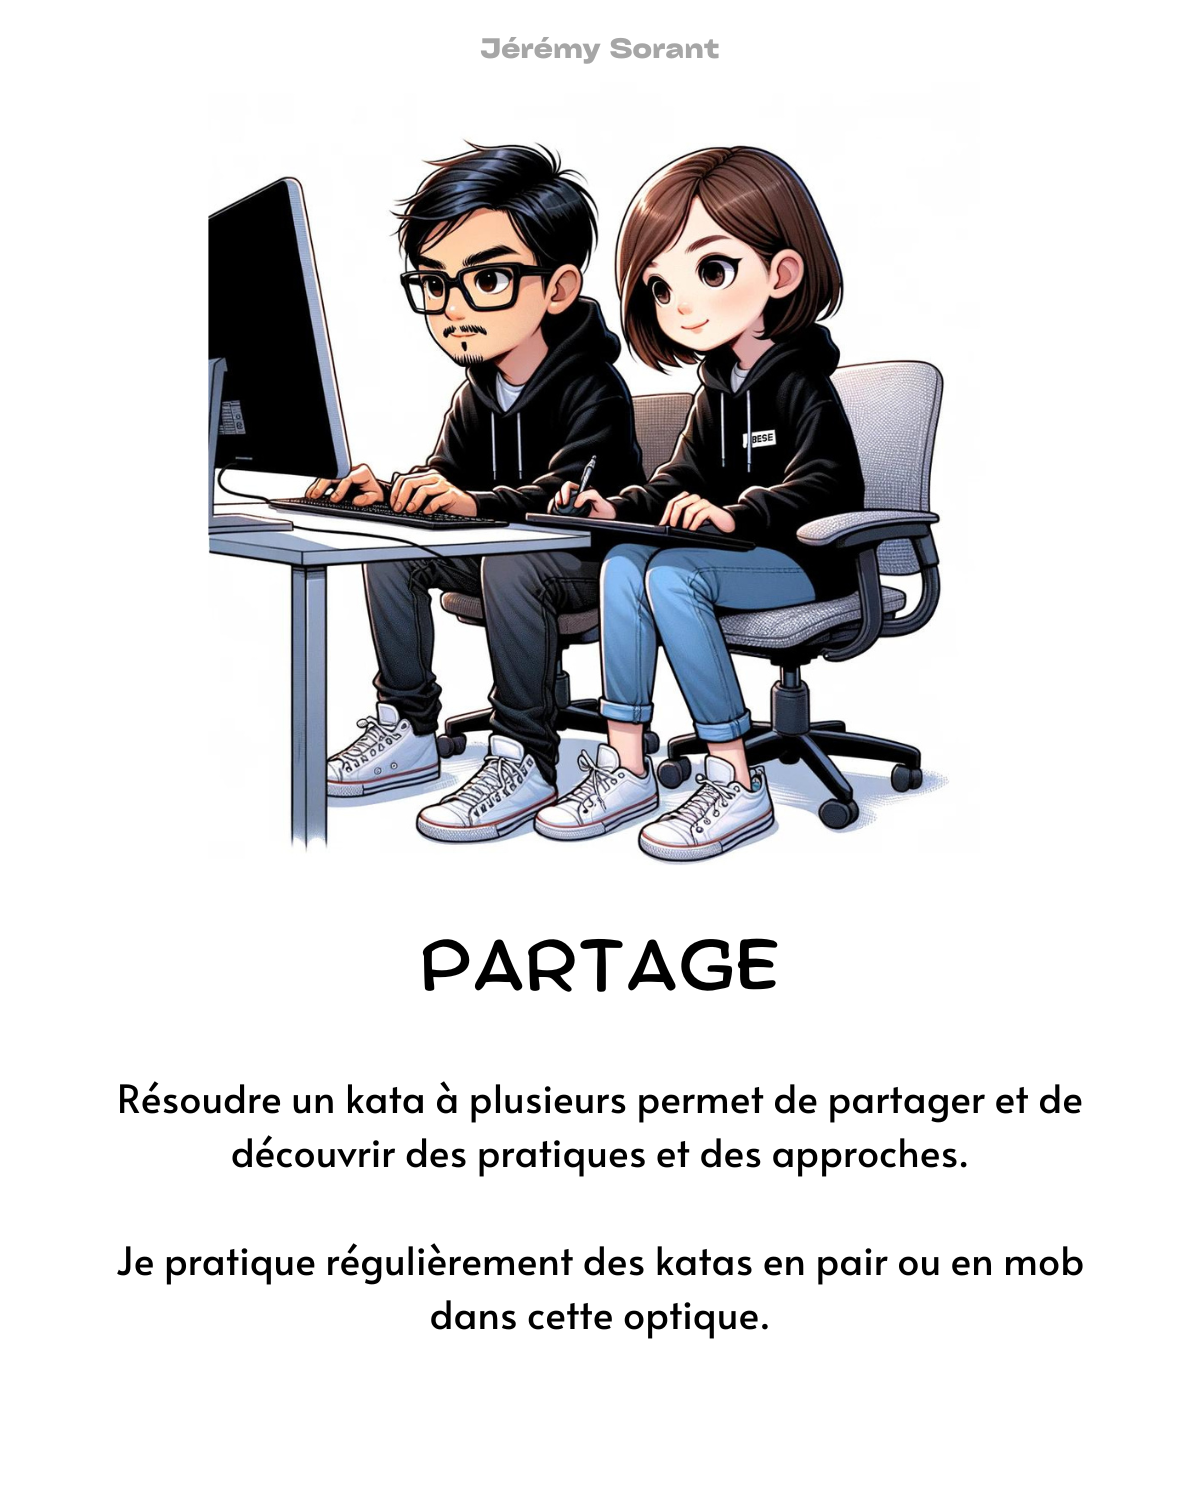 Jérémy Sorant
BESE
PARTAGE
Résoudre un kata à plusieurs permet de partager et de
découvrir des pratiques et des approches.
Je pratique régulièrement des katas en pair ou en mob
dans cette optique.